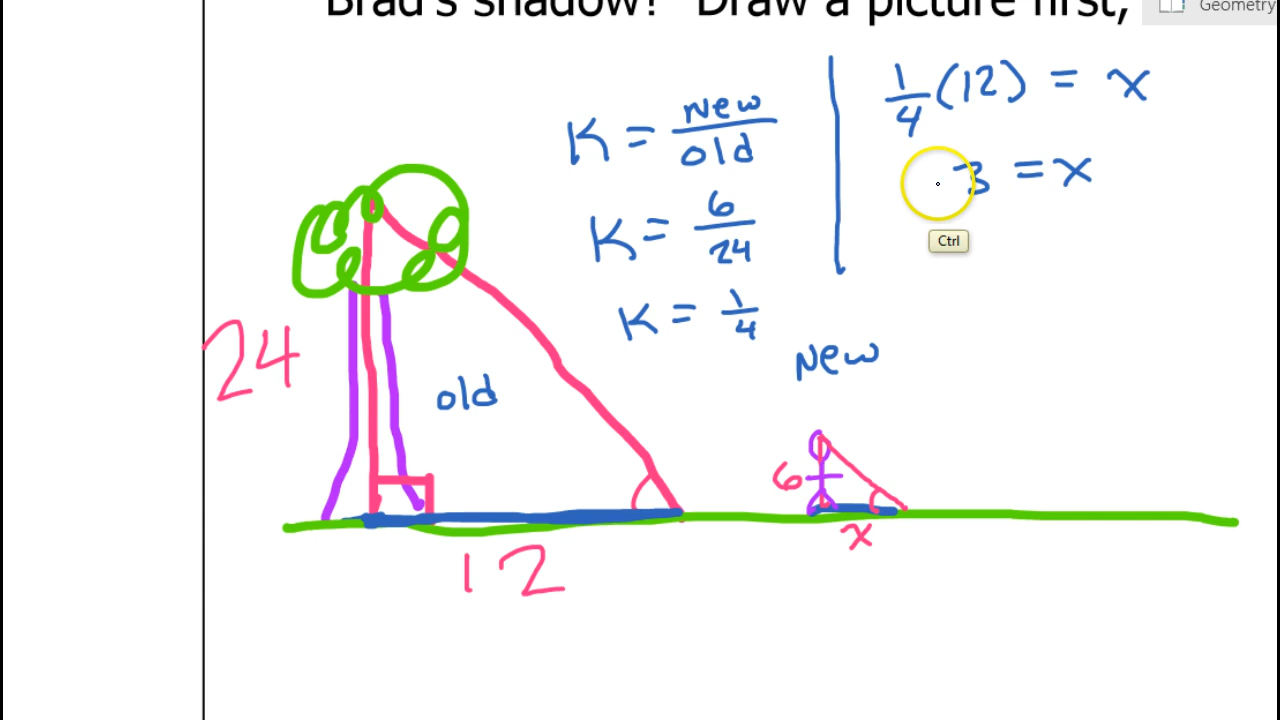 Brad's shadow? Draw a picture first,
Geometry
K = New/old
K = 6/24
K = 1/4
1/4 (12) = x
3 = x
Ctrl
24
old
New
6
x
12